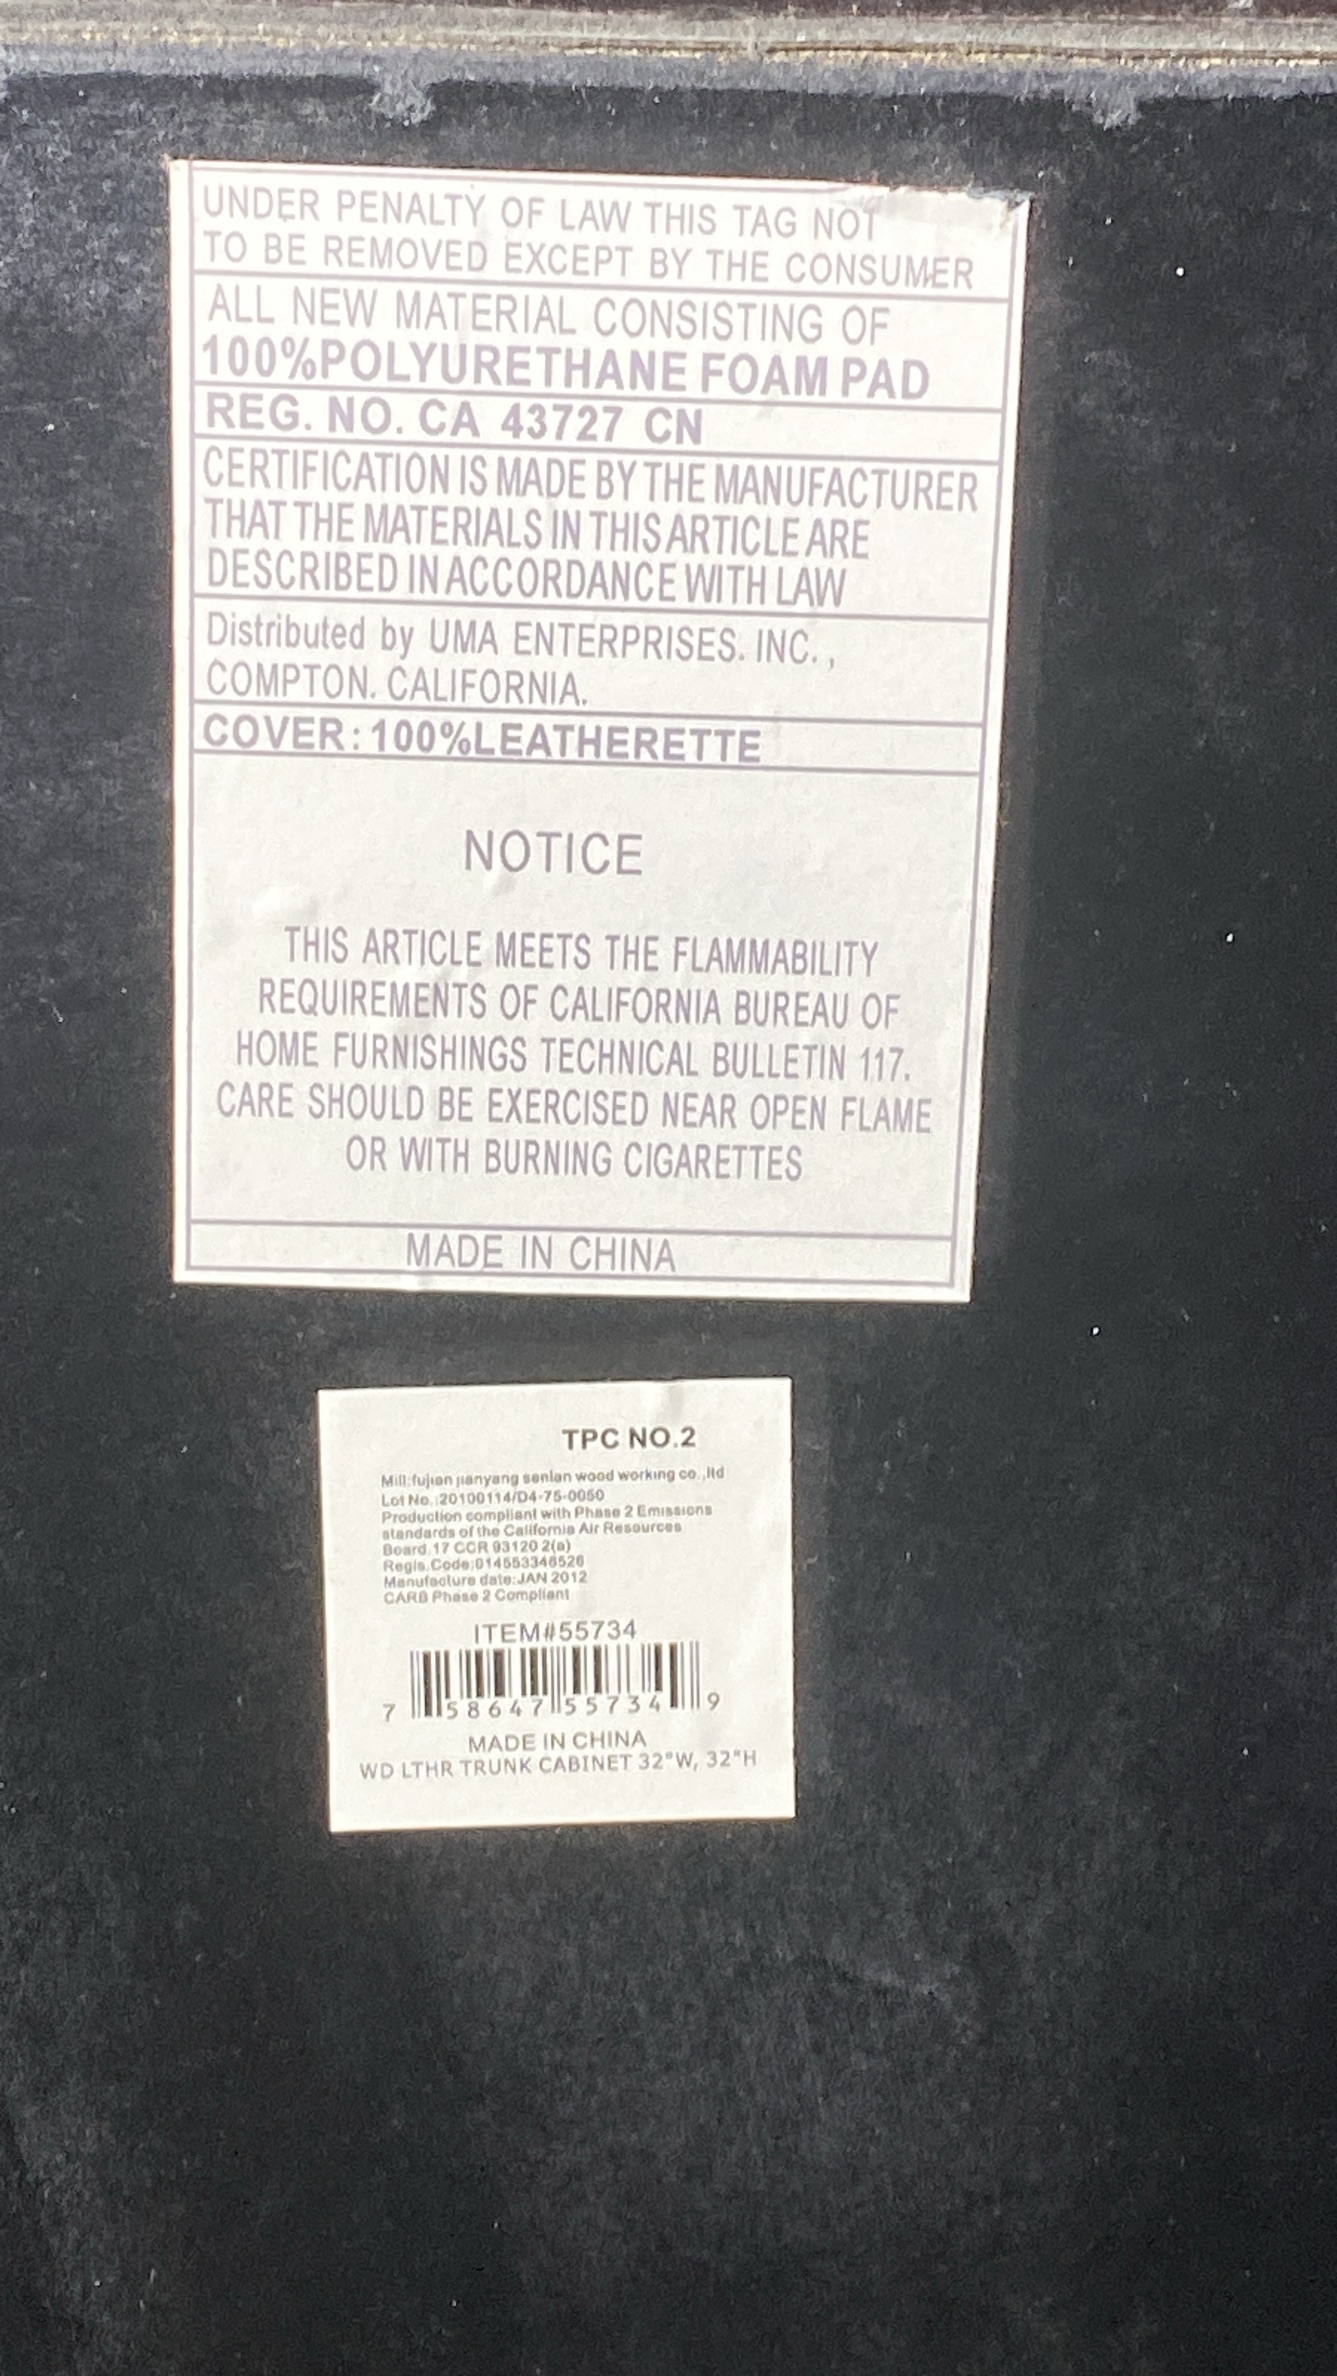 UNDER PENALTY OF LAW THIS TAG NOT
TO BE REMOVED EXCEPT BY THE CONSUMER
ALL NEW MATERIAL CONSISTING OF
100%POLYURETHANE FOAM PAD
REG. NO. CA 43727 CN
CERTIFICATION IS MADE BY THE MANUFACTURER
THAT THE MATERIALS IN THIS ARTICLE ARE
DESCRIBED IN ACCORDANCE WITH LAW
Distributed by UMA ENTERPRISES. INC.,
COMPTON. CALIFORNIA.
COVER: 100%LEATHERETTE
NOTICE
THIS ARTICLE MEETS THE FLAMMABILITY
REQUIREMENTS OF CALIFORNIA BUREAU OF
HOME FURNISHINGS TECHNICAL BULLETIN 117.
CARE SHOULD BE EXERCISED NEAR OPEN FLAME
OR WITH BURNING CIGARETTES
MADE IN CHINA
TPC NO.2
Mill:fujian jianyang senlan wood working co.,ltd
Lot No.:20100114/D4-75-0050
Production compliant with Phase 2 Emissions
standards of the California Air Resources
Board.17 CCR 93120 2(a)
Regis.Code:014553346526
Manufacture date:JAN 2012
CARB Phase 2 Compliant
ITEM#55734
7 58647 55734 9
MADE IN CHINA
WD LTHR TRUNK CABINET 32"W, 32"H